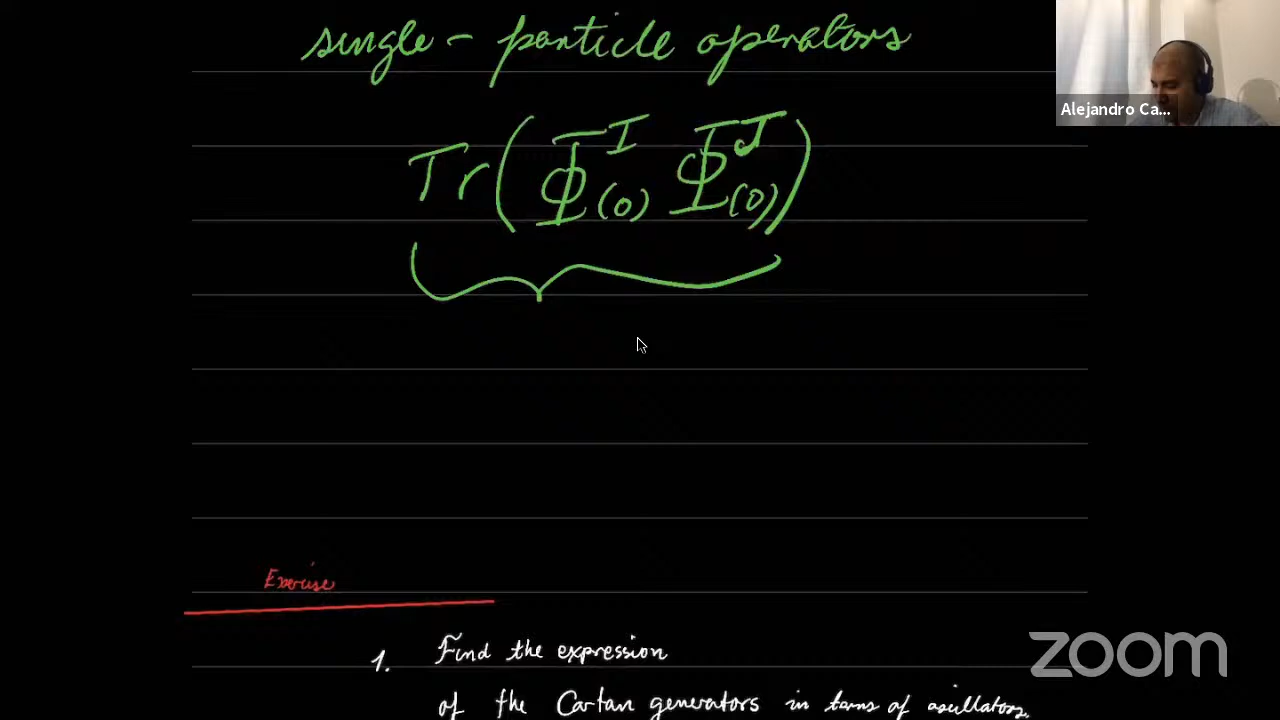 single - particle operators
Alejandro Ca...
Tr(Φ^I_(0) Φ^J_(0))
Exercise
1. Find the expression
of the Cartan generators in terms of oscillators.
zoom